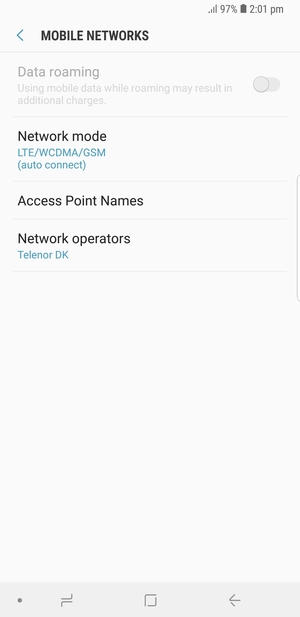 97% 2:01 pm
MOBILE NETWORKS
Data roaming
Using mobile data while roaming may result in
additional charges.
Network mode
LTE/WCDMA/GSM
(auto connect)
Access Point Names
Network operators
Telenor DK